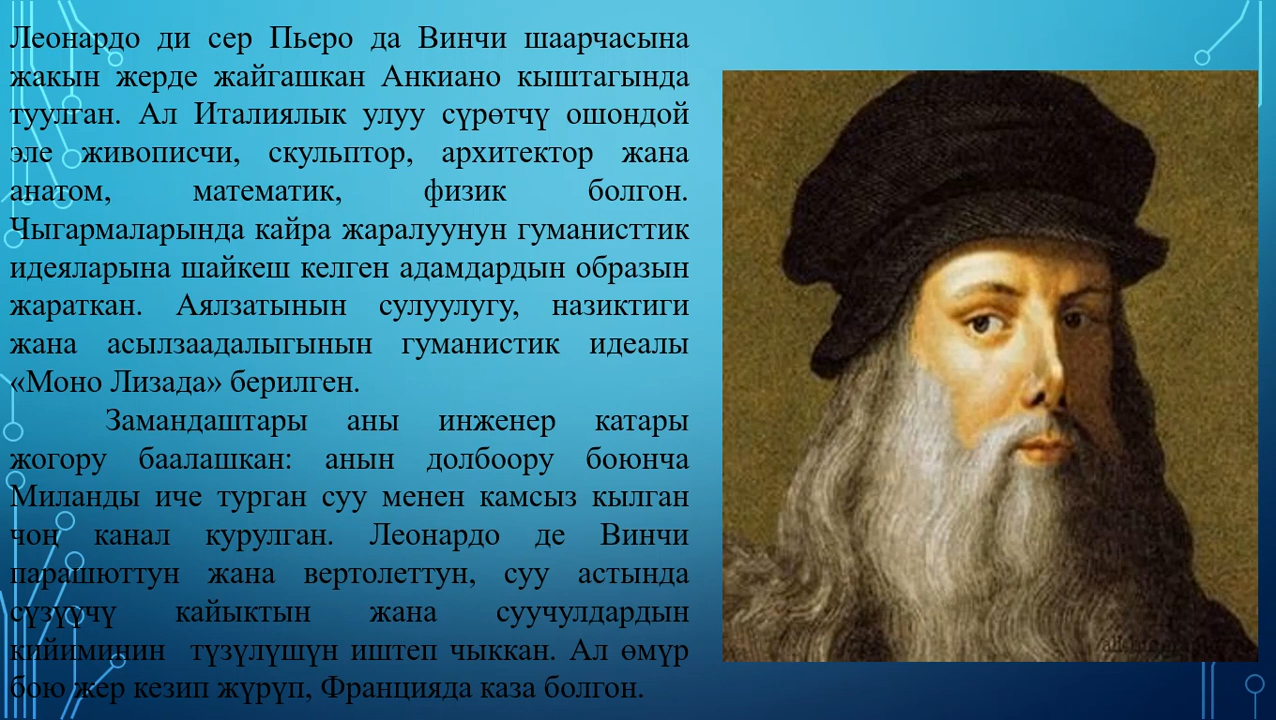 Леонардо ди сер Пьеро да Винчи шаарчасына
жакын жерде жайгашкан Анкиано кыштагында
туулган. Ал Италиялык улуу сүрөтчү ошондой
эле живописчи, скульптор, архитектор жана
анатом, математик, физик болгон.
Чыгармаларында кайра жаралуунун гуманисттик
идеяларына шайкеш келген адамдардын образын
жараткан. Аялзатынын сулуулугу, назиктиги
жана асылзаадалыгынын гуманистик идеалы
«Моно Лизада» берилген.
Замандаштары аны инженер катары
жогору баалашкан: анын долбоору боюнча
Миланды иче турган суу менен камсыз кылган
чоң канал курулган. Леонардо де Винчи
парашюттун жана вертолеттун, суу астында
сүзүүчү кайыктын жана суучулдардын
кийиминин түзүлүшүн иштеп чыккан. Ал өмүр
бою жер кезип жүрүп, Францияда каза болгон.